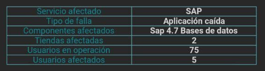 Servicio afectado SAP
Tipo de falla Aplicación caída
Componentes afectados Sap 4.7 Bases de datos
Tiendas afectadas 2
Usuarios en operación 75
Usuarios afectados 5